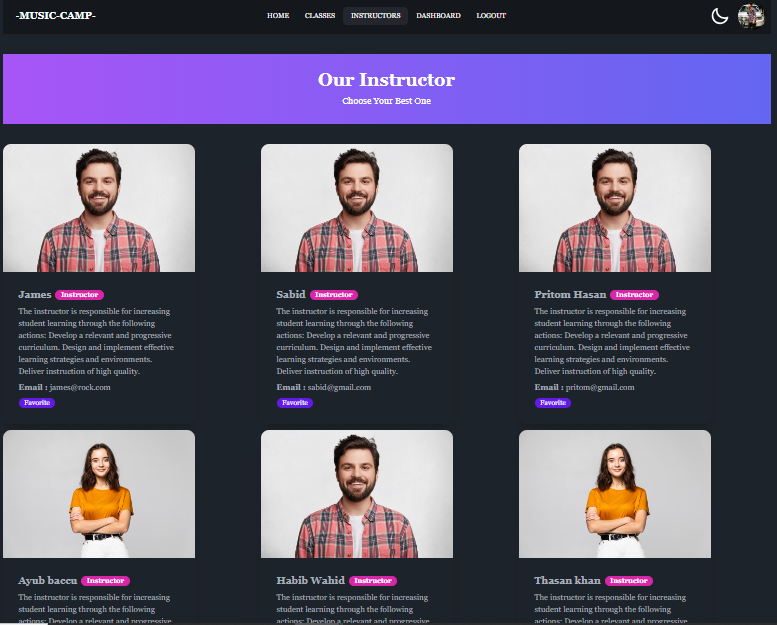 -MUSIC-CAMP-
HOME CLASSES INSTRUCTORS DASHBOARD LOGOUT
Our Instructor
Choose Your Best One
James Instructor
The instructor is responsible for increasing
student learning through the following
actions: Develop a relevant and progressive
curriculum. Design and implement effective
learning strategies and environments.
Deliver instruction of high quality.
Email : james@rock.com
Favorite
Sabid Instructor
The instructor is responsible for increasing
student learning through the following
actions: Develop a relevant and progressive
curriculum. Design and implement effective
learning strategies and environments.
Deliver instruction of high quality.
Email : sabid@gmail.com
Favorite
Pritom Hasan Instructor
The instructor is responsible for increasing
student learning through the following
actions: Develop a relevant and progressive
curriculum. Design and implement effective
learning strategies and environments.
Deliver instruction of high quality.
Email : pritom@gmail.com
Favorite
Ayub baccu Instructor
The instructor is responsible for increasing
student learning through the following
actions: Develop a relevant and progressive
Habib Wahid Instructor
The instructor is responsible for increasing
student learning through the following
actions: Develop a relevant and progressive
Thasan khan Instructor
The instructor is responsible for increasing
student learning through the following
actions: Develop a relevant and progressive